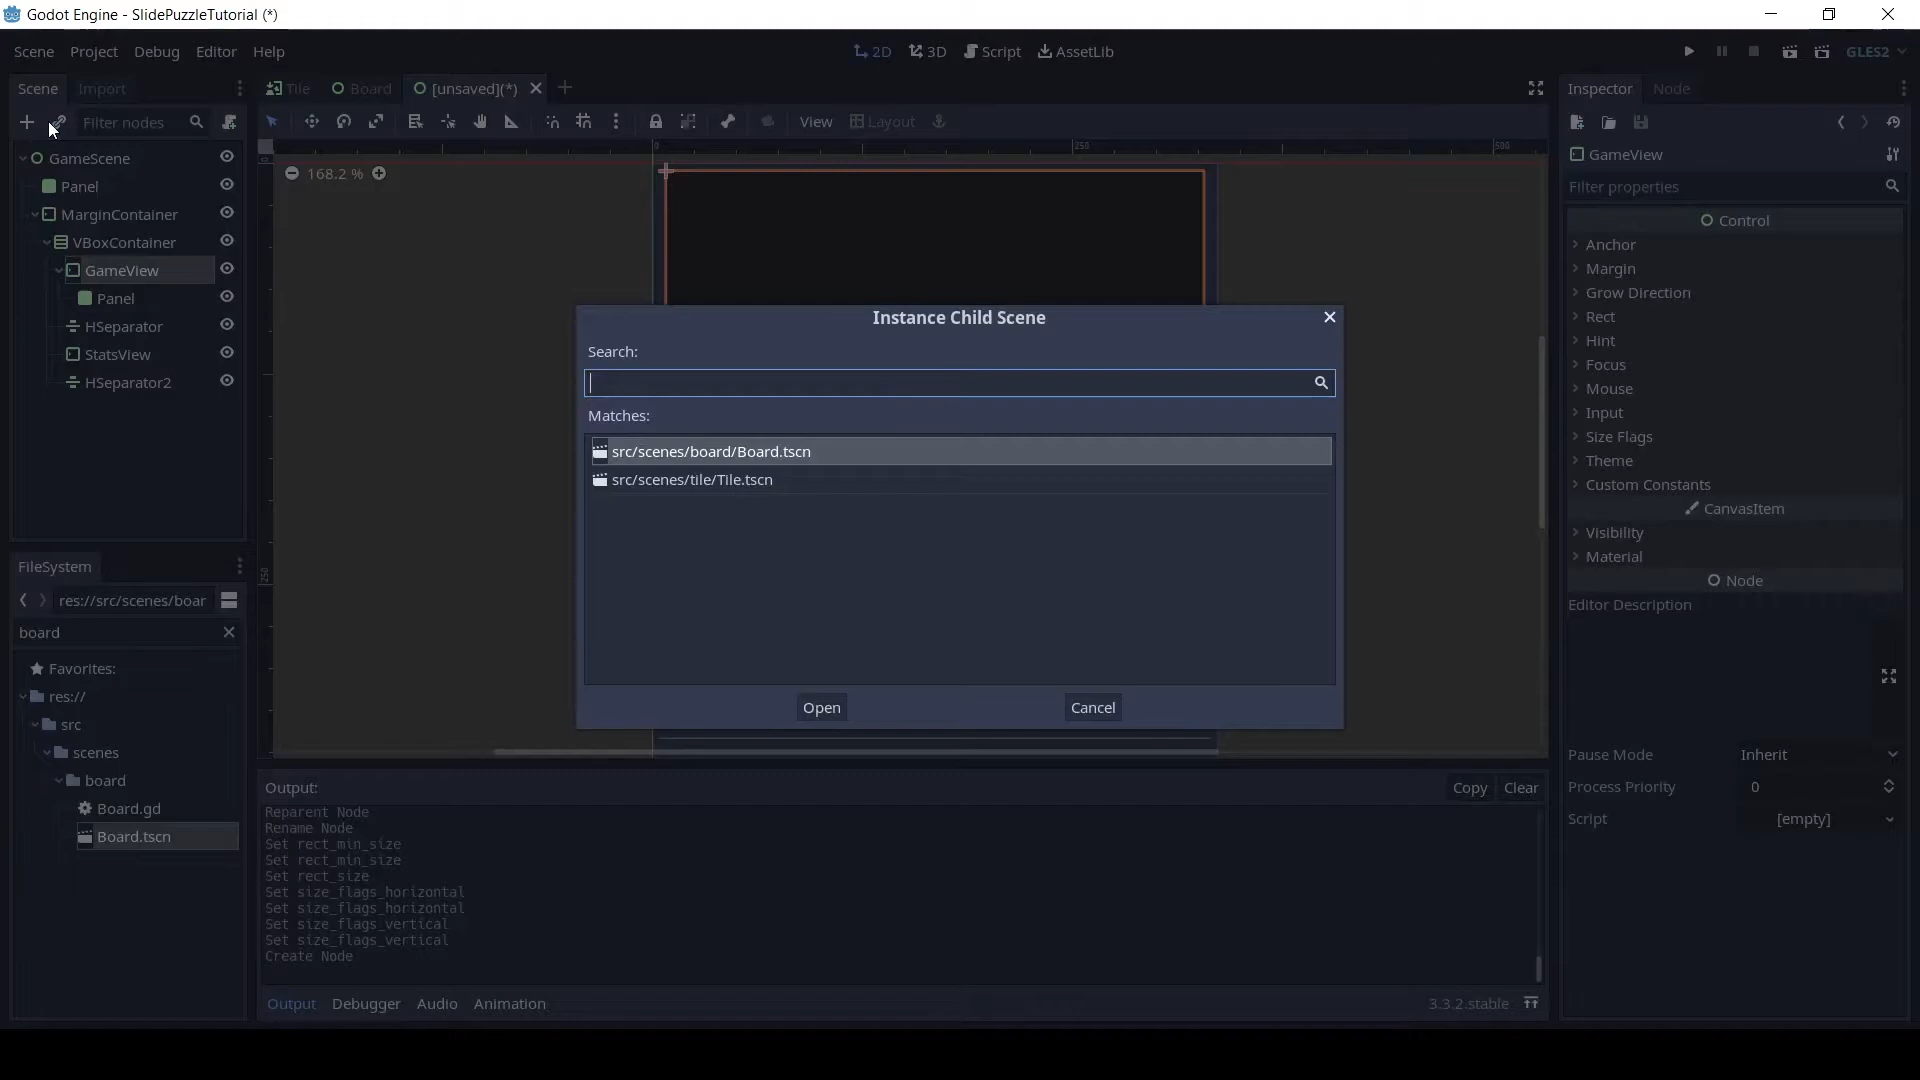 Godot Engine - SlidePuzzleTutorial (*)
Scene Project Debug Editor Help
2D 3D Script AssetLib
GLES2
Scene Import
Tile Board [unsaved](*)
Inspector Node
Filter nodes
View Layout
GameScene
Panel
MarginContainer
VBoxContainer
GameView
Panel
HSeparator
StatsView
HSeparator2
0 250 500
168.2 %
250
Instance Child Scene
Search:
Matches:
src/scenes/board/Board.tscn
src/scenes/tile/Tile.tscn
Open Cancel
FileSystem
res://src/scenes/boar
board
Favorites:
res://
src
scenes
board
Board.gd
Board.tscn
Output:
Copy Clear
Reparent Node
Rename Node
Set rect_min_size
Set rect_min_size
Set rect_size
Set size_flags_horizontal
Set size_flags_horizontal
Set size_flags_vertical
Set size_flags_vertical
Create Node
Output Debugger Audio Animation
3.3.2.stable
GameView
Filter properties
Control
Anchor
Margin
Grow Direction
Rect
Hint
Focus
Mouse
Input
Size Flags
Theme
Custom Constants
CanvasItem
Visibility
Material
Node
Editor Description
Pause Mode Inherit
Process Priority 0
Script [empty]